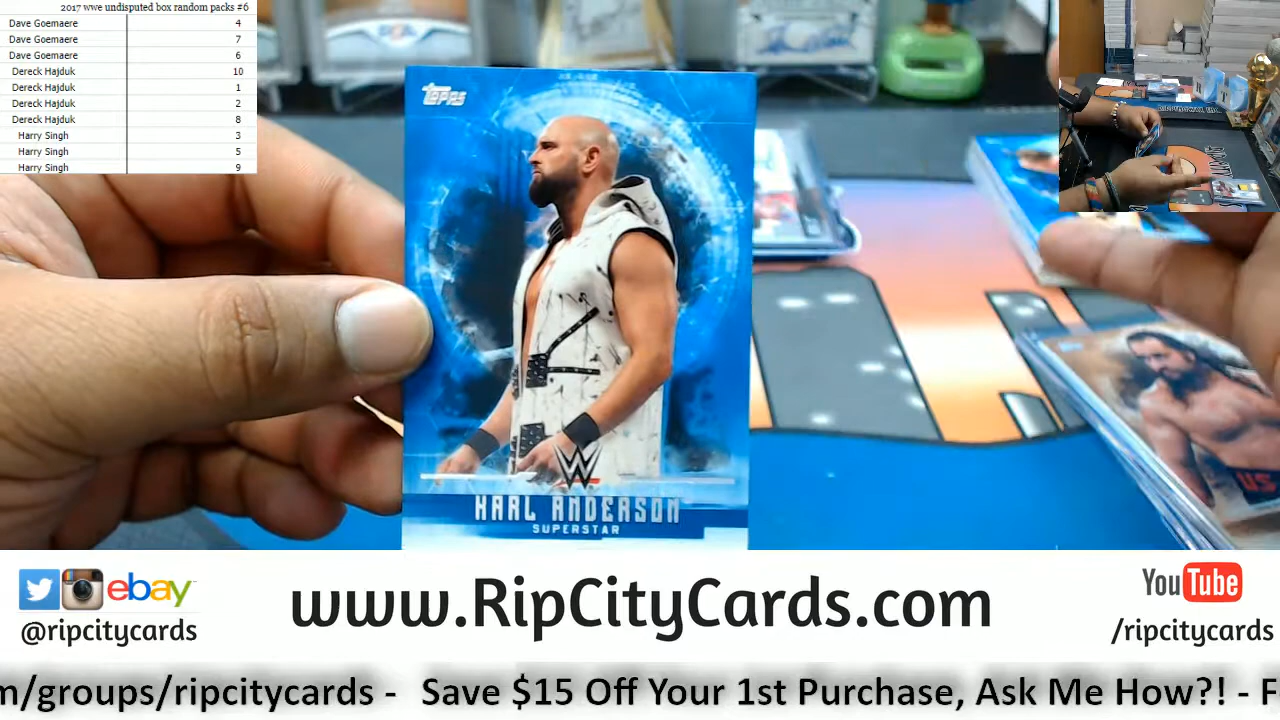 2017 wwe undisputed box random packs #6
Dave Goemaere 4
Dave Goemaere 7
Dave Goemaere 6
Dereck Hajduk 10
Dereck Hajduk 1
Dereck Hajduk 2
Dereck Hajduk 8
Harry Singh 3
Harry Singh 5
Harry Singh 9
Topps
W
KARL ANDERSON
SUPERSTAR
US
ebay
@ripcitycards
www.RipCityCards.com
YouTube
/ripcitycards
m/groups/ripcitycards - Save $15 Off Your 1st Purchase, Ask Me How?! - F